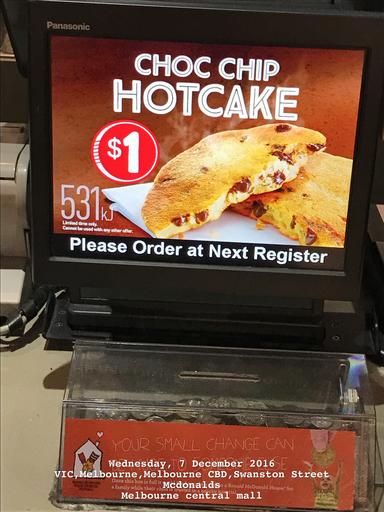 Panasonic
CHOC CHIP
HOTCAKE
$1
531kJ
Limited time only.
Cannot be used with any other offer.
Please Order at Next Register
YOUR SMALL CHANGE CAN
Wednesday, 7 December 2016
VIC,Melbourne,Melbourne CBD,Swanston Street
Mcdonalds
Melbourne central mall